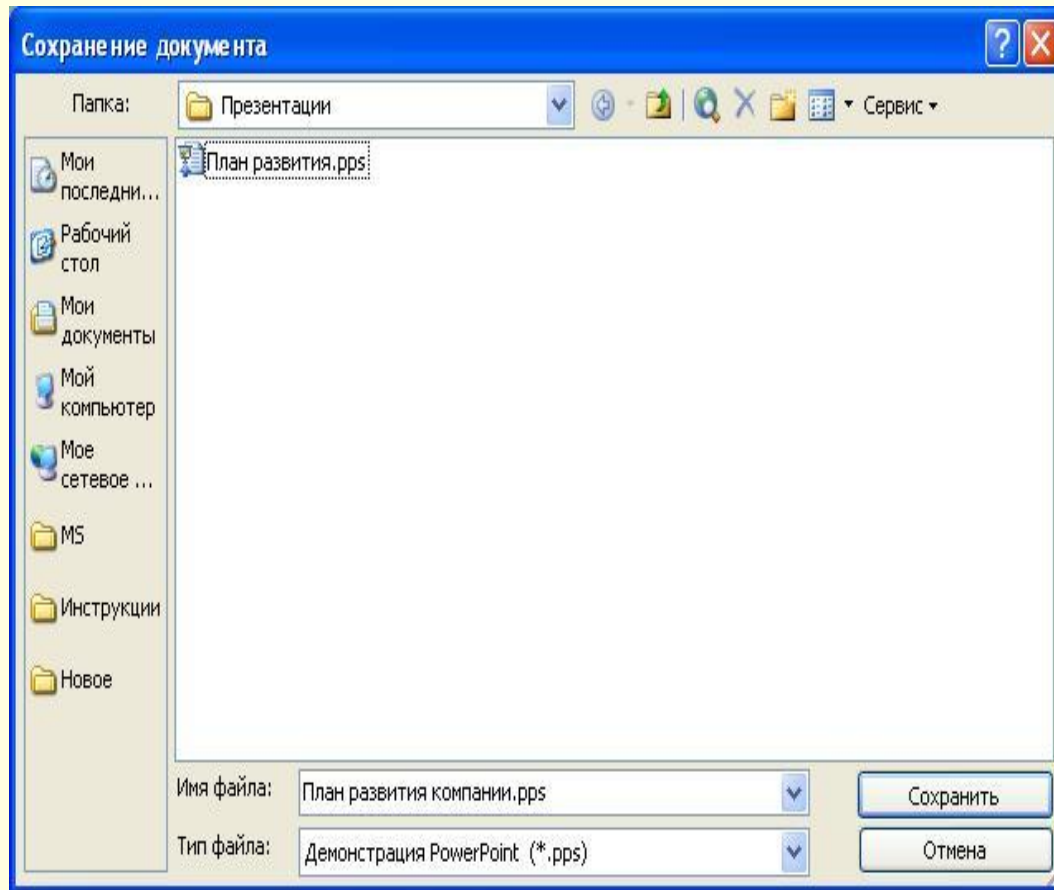 Сохранение документа
Папка:
Презентации
Сервис
План развития.pps
Мои
последни...
Рабочий
стол
Мои
документы
Мой
компьютер
Мое
сетевое ...
MS
Инструкции
Новое
Имя файла:
План развития компании.pps
Сохранить
Тип файла:
Демонстрация PowerPoint (*.pps)
Отмена